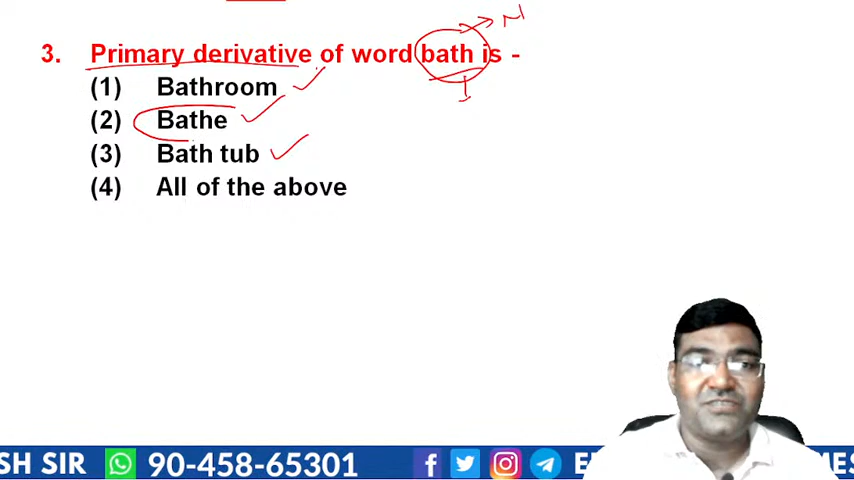 3. Primary derivative of word bath is -
N
(1) Bathroom
(2) Bathe
(3) Bath tub
(4) All of the above
SH SIR 90-458-65301